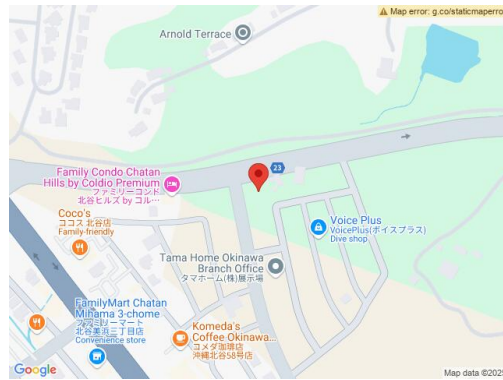 Map error: g.co/staticmaperro
Arnold Terrace
23
Family Condo Chatan
Hills by Coldio Premium
ファミリーコンド
北谷ヒルズ by コル…
Coco's
ココス 北谷店
Family-friendly
Voice Plus
VoicePlus(ボイスプラス)
Dive shop
Tama Home Okinawa
Branch Office
タマホーム(株)展示場
FamilyMart Chatan
Mihama 3-chome
ファミリーマート
北谷美浜三丁目店
Convenience store
Komeda's
Coffee Okinawa...
コメダ珈琲店
沖縄北谷58号店
Google
Map data ©2025